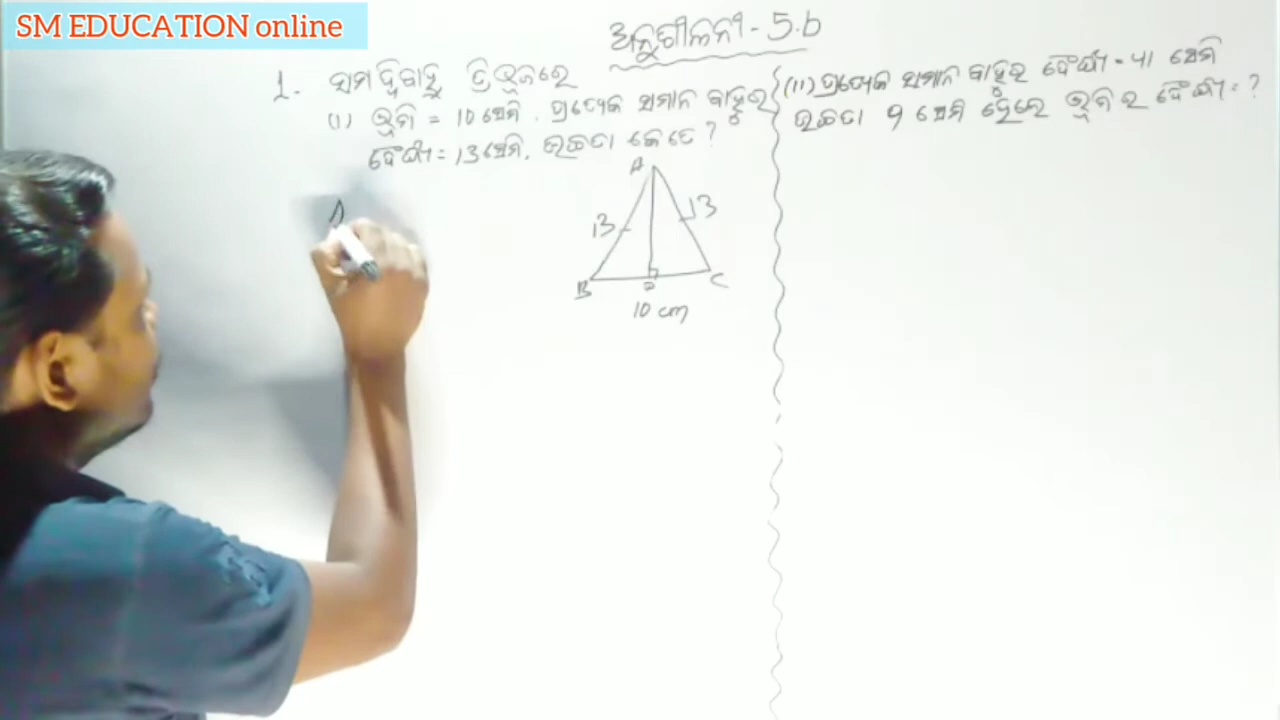 SM EDUCATION online
ଅନୁଶୀଳନୀ - 5.b
1. ସମଦ୍ଵିବାହୁ ତ୍ରିଭୁଜରେ
(i) ଭୂମି = 10 ସେମି. ପ୍ରତ୍ୟେକ ସମାନ ବାହୁର
ଦୈର୍ଘ୍ୟ = 13 ସେମି. ଉଚ୍ଚତା କେତେ ?
(ii) ପ୍ରତ୍ୟେକ ସମାନ ବାହୁର ଦୈର୍ଘ୍ୟ = 41 ସେମି
ଉଚ୍ଚତା 9 ସେମି ହେଲେ ଭୂମିର ଦୈର୍ଘ୍ୟ = ?
A
13 13
B D C
10 cm